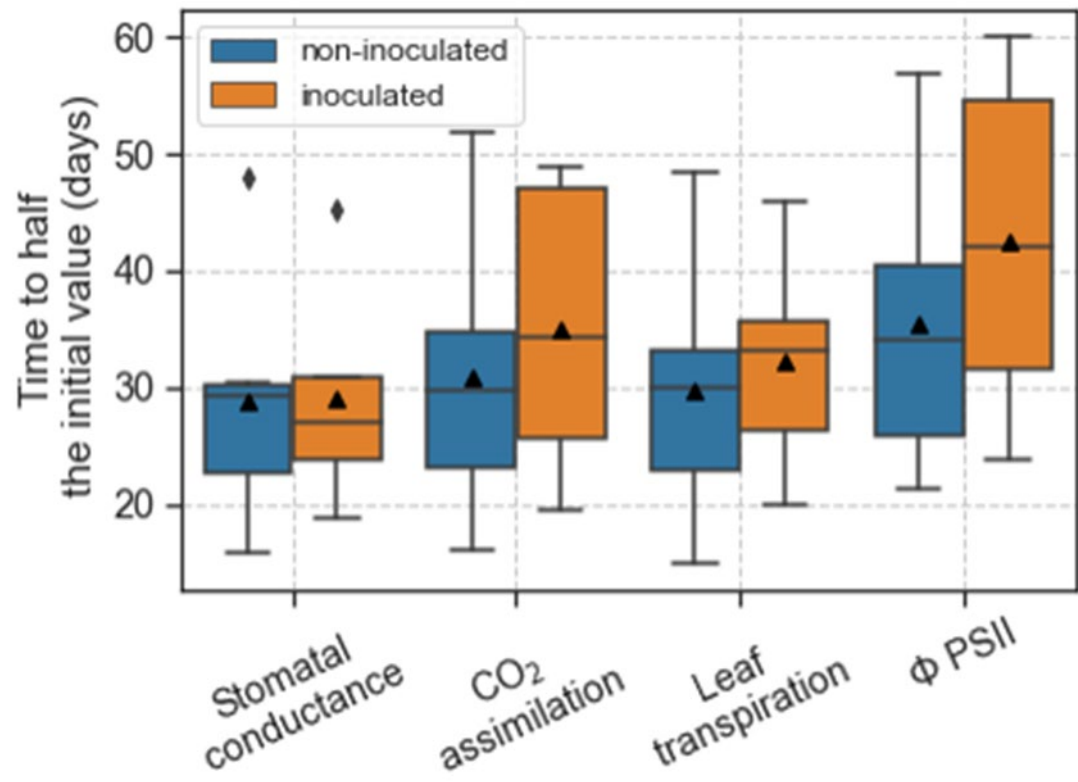 non-inoculated
inoculated
Time to half
the initial value (days)
60
50
40
30
20
Stomatal
conductance
CO₂
assimilation
Leaf
transpiration
Φ PSII